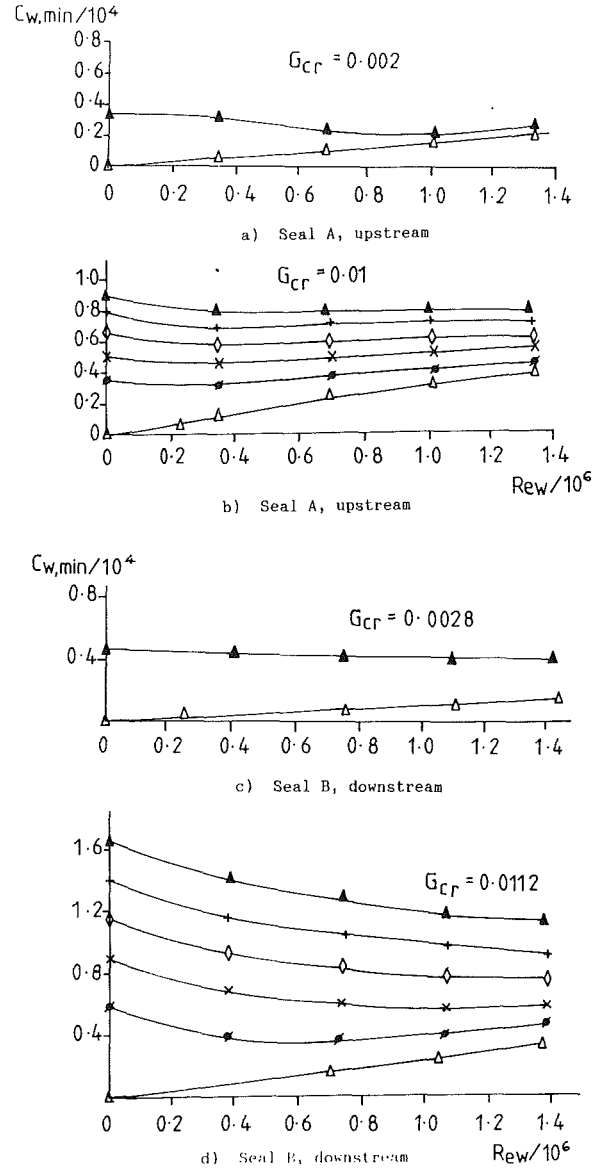 Cw,min/10⁴
0·8
Gcr = 0·002
0·6
0·4
0·2
0
0 0·2 0·4 0·6 0·8 1·0 1·2 1·4
a) Seal A, upstream
Gcr = 0·01
1·0
0·8
0·6
0·4
0·2
0
0 0·2 0·4 0·6 0·8 1·0 1·2 1·4
Rew/10⁶
b) Seal A, upstream
Cw,min/10⁴
0·8
Gcr = 0·0028
0·4
0 0·2 0·4 0·6 0·8 1·0 1·2 1·4
c) Seal B, downstream
1·6
Gcr = 0·0112
1·2
0·8
0·4
0 0·2 0·4 0·6 0·8 1·0 1·2 1·4
d) Seal B, downstream Rew/10⁶